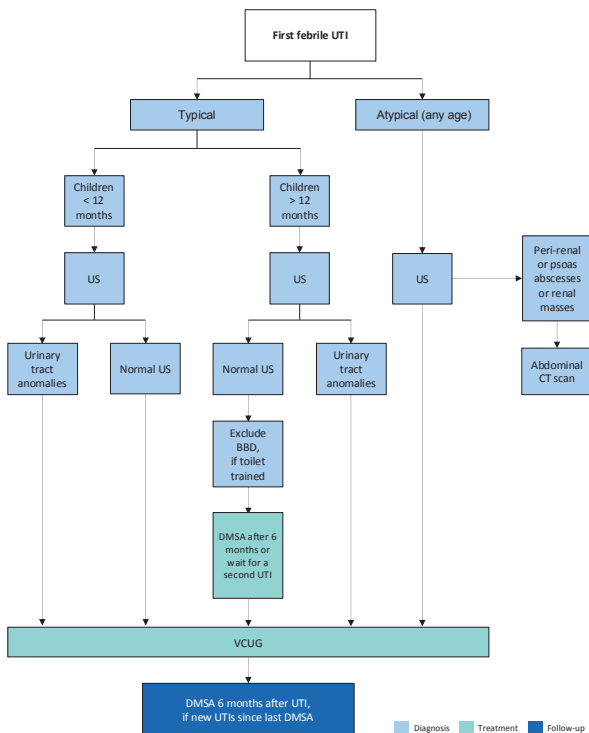 First febrile UTI
Typical
Atypical (any age)
Children
< 12
months
Children
> 12
months
US
US
US
Peri-renal
or psoas
abscesses
or renal
masses
Urinary
tract
anomalies
Normal US
Normal US
Urinary
tract
anomalies
Abdominal
CT scan
Exclude
BBD,
if toilet
trained
DMSA after 6
months or
wait for a
second UTI
VCUG
DMSA 6 months after UTI,
if new UTIs since last DMSA
Diagnosis
Treatment
Follow-up